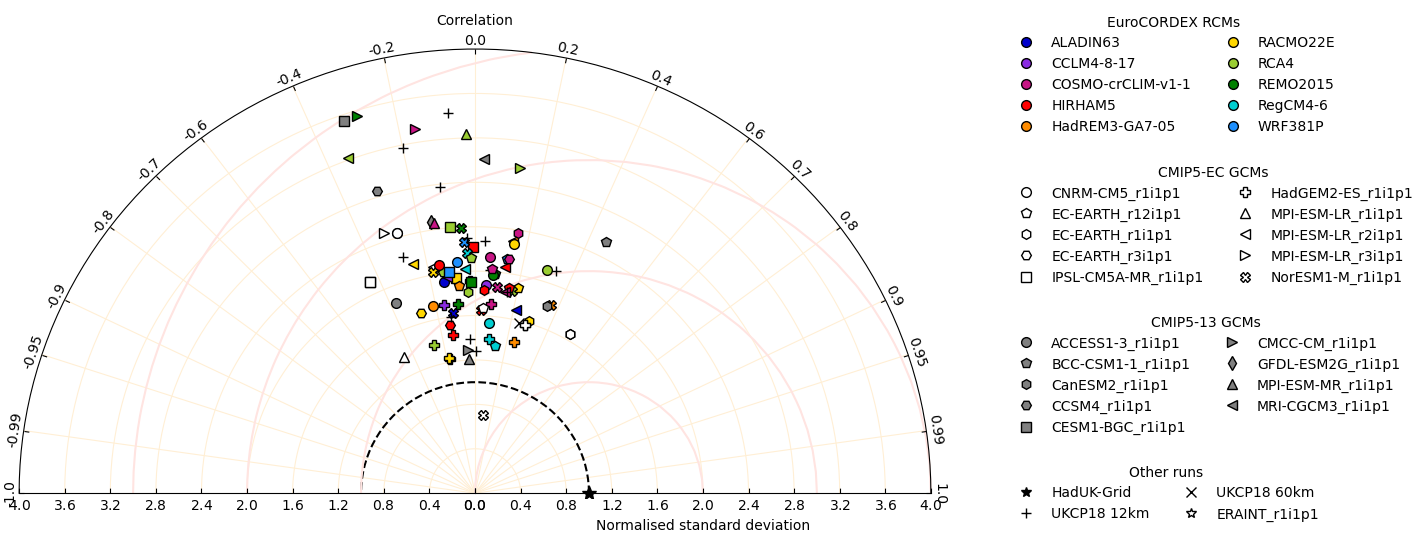 Correlation
0.0
-0.2
0.2
-0.4
0.4
-0.6
0.6
-0.7
0.7
-0.8
0.8
-0.9
0.9
-0.95
0.95
-0.99
0.99
-1.0
1.0
4.0 3.6 3.2 2.8 2.4 2.0 1.6 1.2 0.8 0.4 0.0 0.4 0.8 1.2 1.6 2.0 2.4 2.8 3.2 3.6 4.0
Normalised standard deviation
EuroCORDEX RCMs
ALADIN63 RACMO22E
CCLM4-8-17 RCA4
COSMO-crCLIM-v1-1 REMO2015
HIRHAM5 RegCM4-6
HadREM3-GA7-05 WRF381P
CMIP5-EC GCMs
CNRM-CM5_r1i1p1 HadGEM2-ES_r1i1p1
EC-EARTH_r12i1p1 MPI-ESM-LR_r1i1p1
EC-EARTH_r1i1p1 MPI-ESM-LR_r2i1p1
EC-EARTH_r3i1p1 MPI-ESM-LR_r3i1p1
IPSL-CM5A-MR_r1i1p1 NorESM1-M_r1i1p1
CMIP5-13 GCMs
ACCESS1-3_r1i1p1 CMCC-CM_r1i1p1
BCC-CSM1-1_r1i1p1 GFDL-ESM2G_r1i1p1
CanESM2_r1i1p1 MPI-ESM-MR_r1i1p1
CCSM4_r1i1p1 MRI-CGCM3_r1i1p1
CESM1-BGC_r1i1p1
Other runs
HadUK-Grid UKCP18 60km
UKCP18 12km ERAINT_r1i1p1